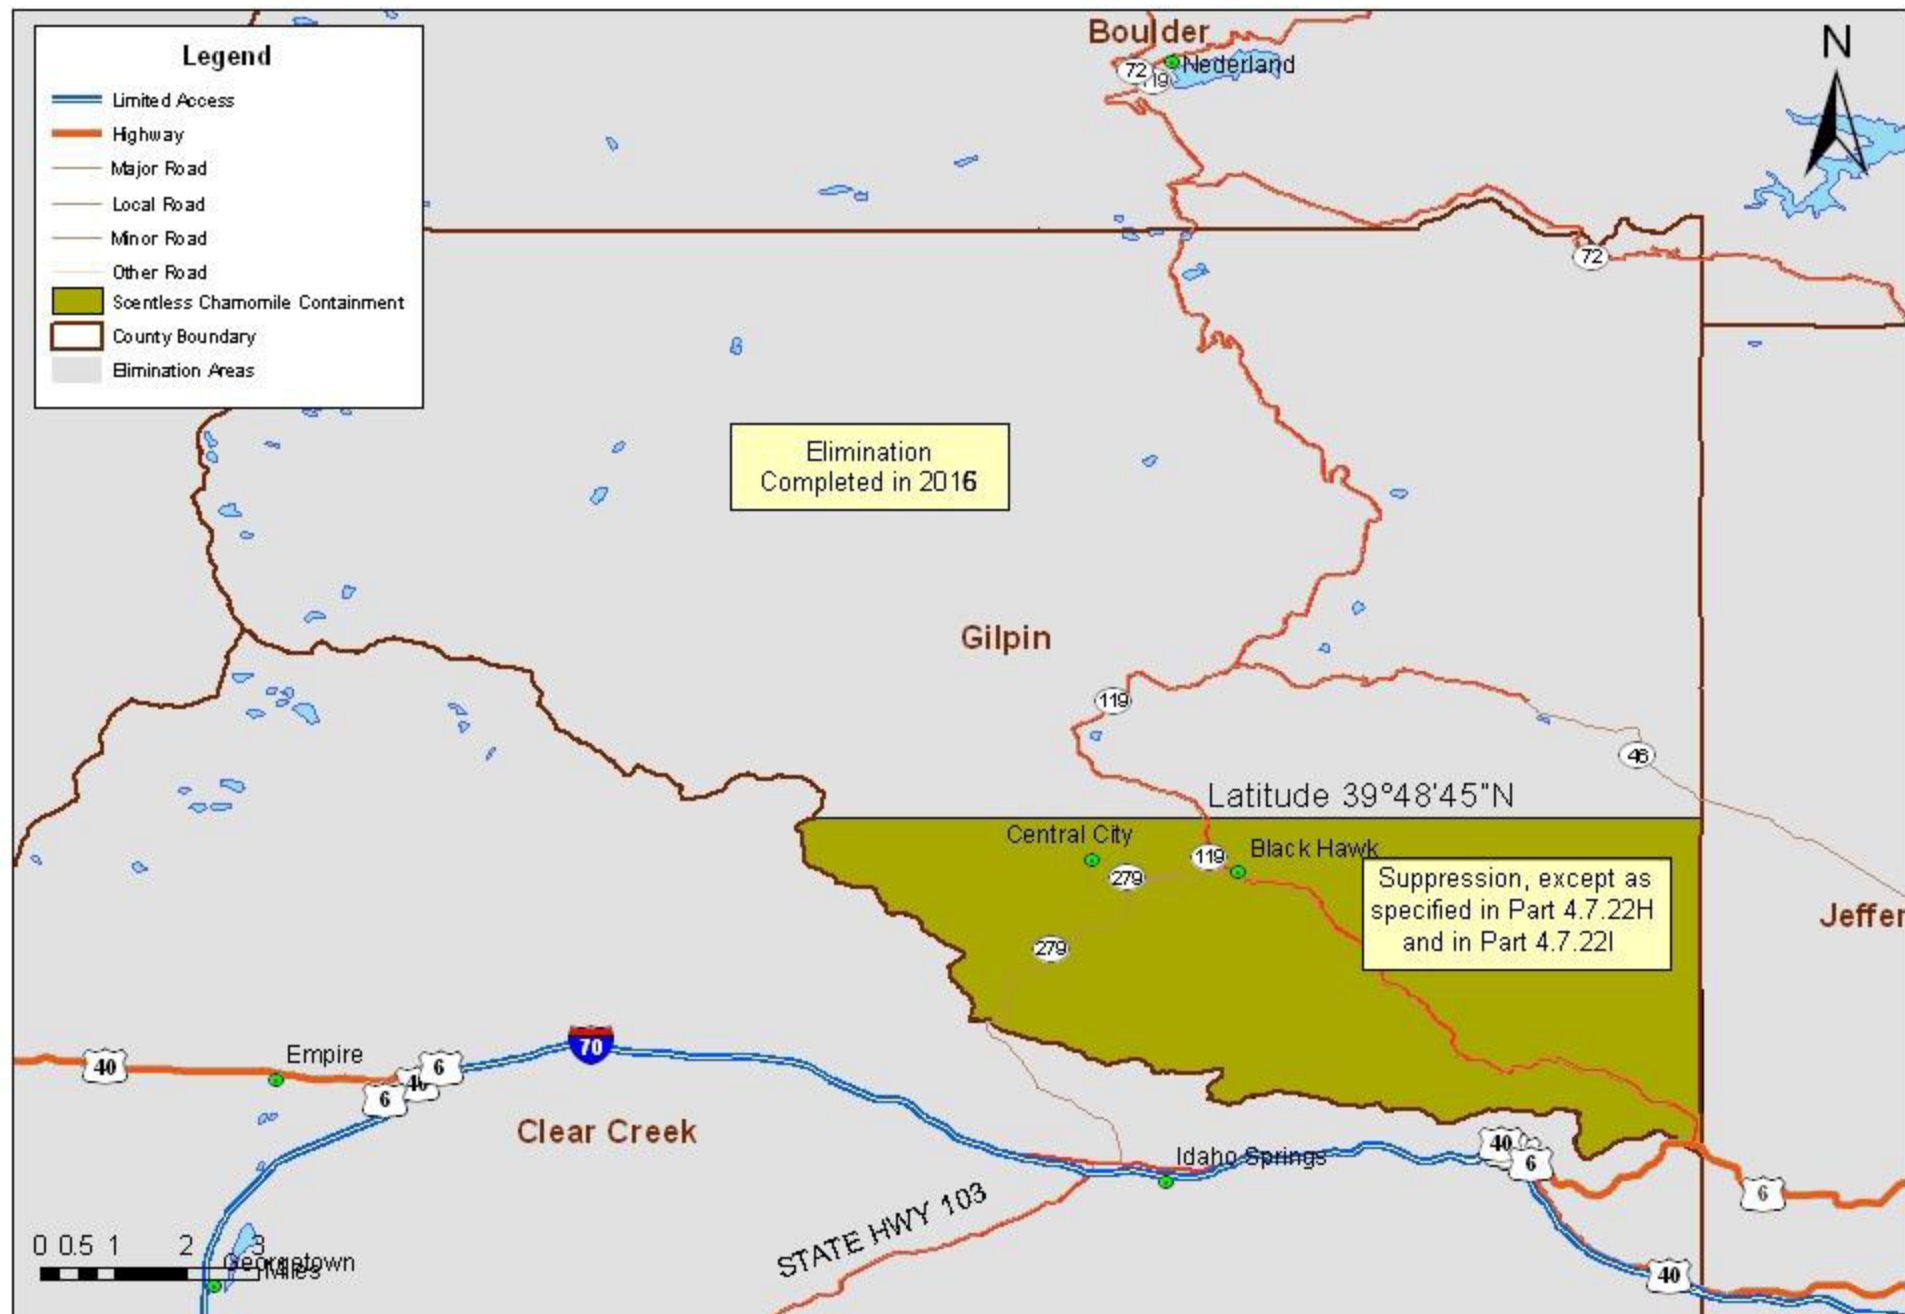 Legend
Limited Access
Highway
Major Road
Local Road
Minor Road
Other Road
Scentless Chamomile Containment
County Boundary
Elimination Areas
Boulder
Nederland
72
119
N
72
Elimination
Completed in 2016
Gilpin
119
46
Latitude 39°48'45"N
Central City
119
Black Hawk
279
Suppression, except as
specified in Part 4.7.22H
and in Part 4.7.22I
Jeffer
279
70
Empire
40
6
40
6
Clear Creek
40
Idaho Springs
6
6
STATE HWY 103
0 0.5 1 2 3
Georgetown
Miles
40